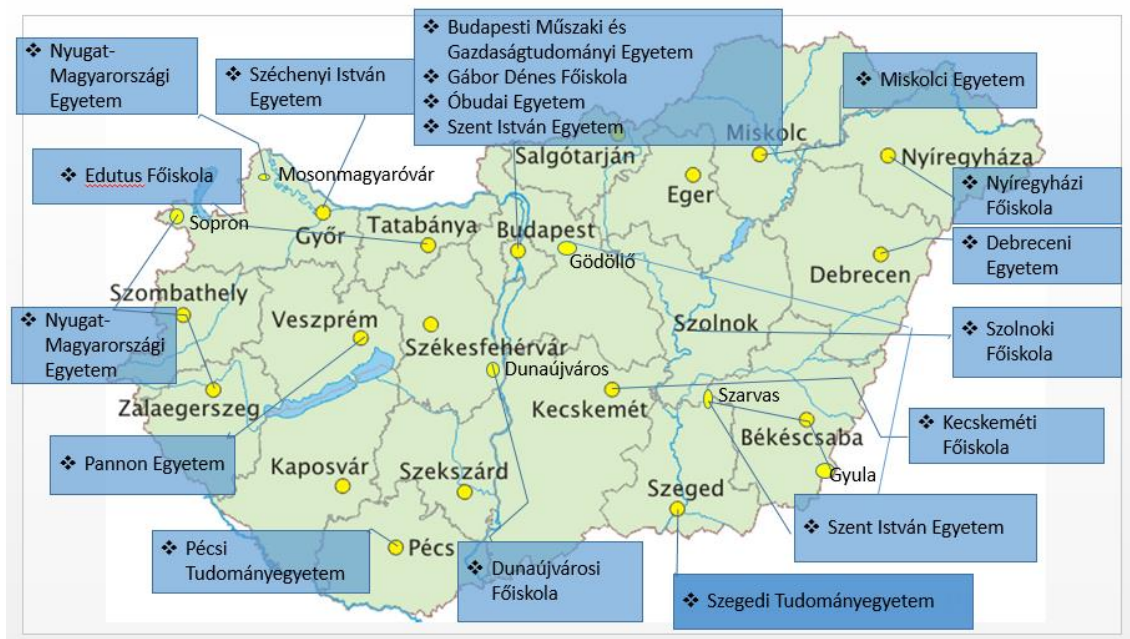 ❖ Nyugat-
Magyarországi
Egyetem
❖ Széchenyi István
Egyetem
❖ Budapesti Műszaki és
Gazdaságtudományi Egyetem
❖ Gábor Dénes Főiskola
❖ Óbudai Egyetem
❖ Szent István Egyetem
❖ Miskolci Egyetem
Miskolc
Salgótarján
Nyíregyháza
Eger
❖ Edutus Főiskola
Mosonmagyaróvár
❖ Nyíregyházi
Főiskola
Sopron
Győr
Tatabánya
Budapest
Gödöllő
Debrecen
❖ Debreceni
Egyetem
Szombathely
❖ Nyugat-
Magyarországi
Egyetem
Veszprém
Székesfehérvár
Szolnok
❖ Szolnoki
Főiskola
Dunaújváros
Zalaegerszeg
Kecskemét
Szarvas
Békéscsaba
❖ Kecskeméti
Főiskola
❖ Pannon Egyetem
Kaposvár
Szekszárd
Gyula
Szeged
❖ Szent István Egyetem
Pécs
❖ Pécsi
Tudományegyetem
❖ Dunaújvárosi
Főiskola
❖ Szegedi Tudományegyetem